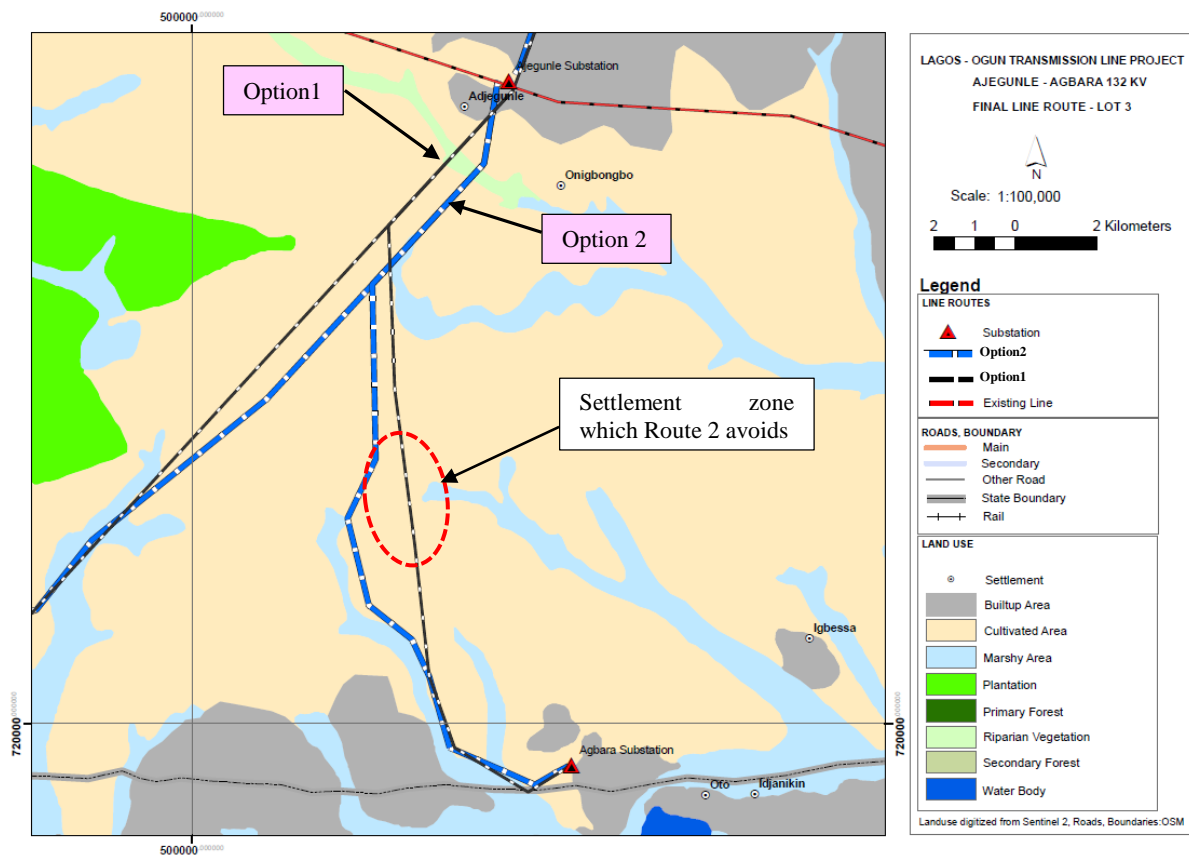 500000.000000
Ajegunle Substation
Option1
Adjegunle
Onigbongbo
Option 2
Settlement zone
which Route 2 avoids
Igbessa
720000.000000
720000.000000
Agbara Substation
Oto
Idjanikin
500000.000000
LAGOS - OGUN TRANSMISSION LINE PROJECT
AJEGUNLE - AGBARA 132 KV
FINAL LINE ROUTE - LOT 3
N
Scale: 1:100,000
2 1 0 2 Kilometers
Legend
LINE ROUTES
Substation
Option2
Option1
Existing Line
ROADS, BOUNDARY
Main
Secondary
Other Road
State Boundary
Rail
LAND USE
Settlement
Builtup Area
Cultivated Area
Marshy Area
Plantation
Primary Forest
Riparian Vegetation
Secondary Forest
Water Body
Landuse digitized from Sentinel 2, Roads, Boundaries:OSM